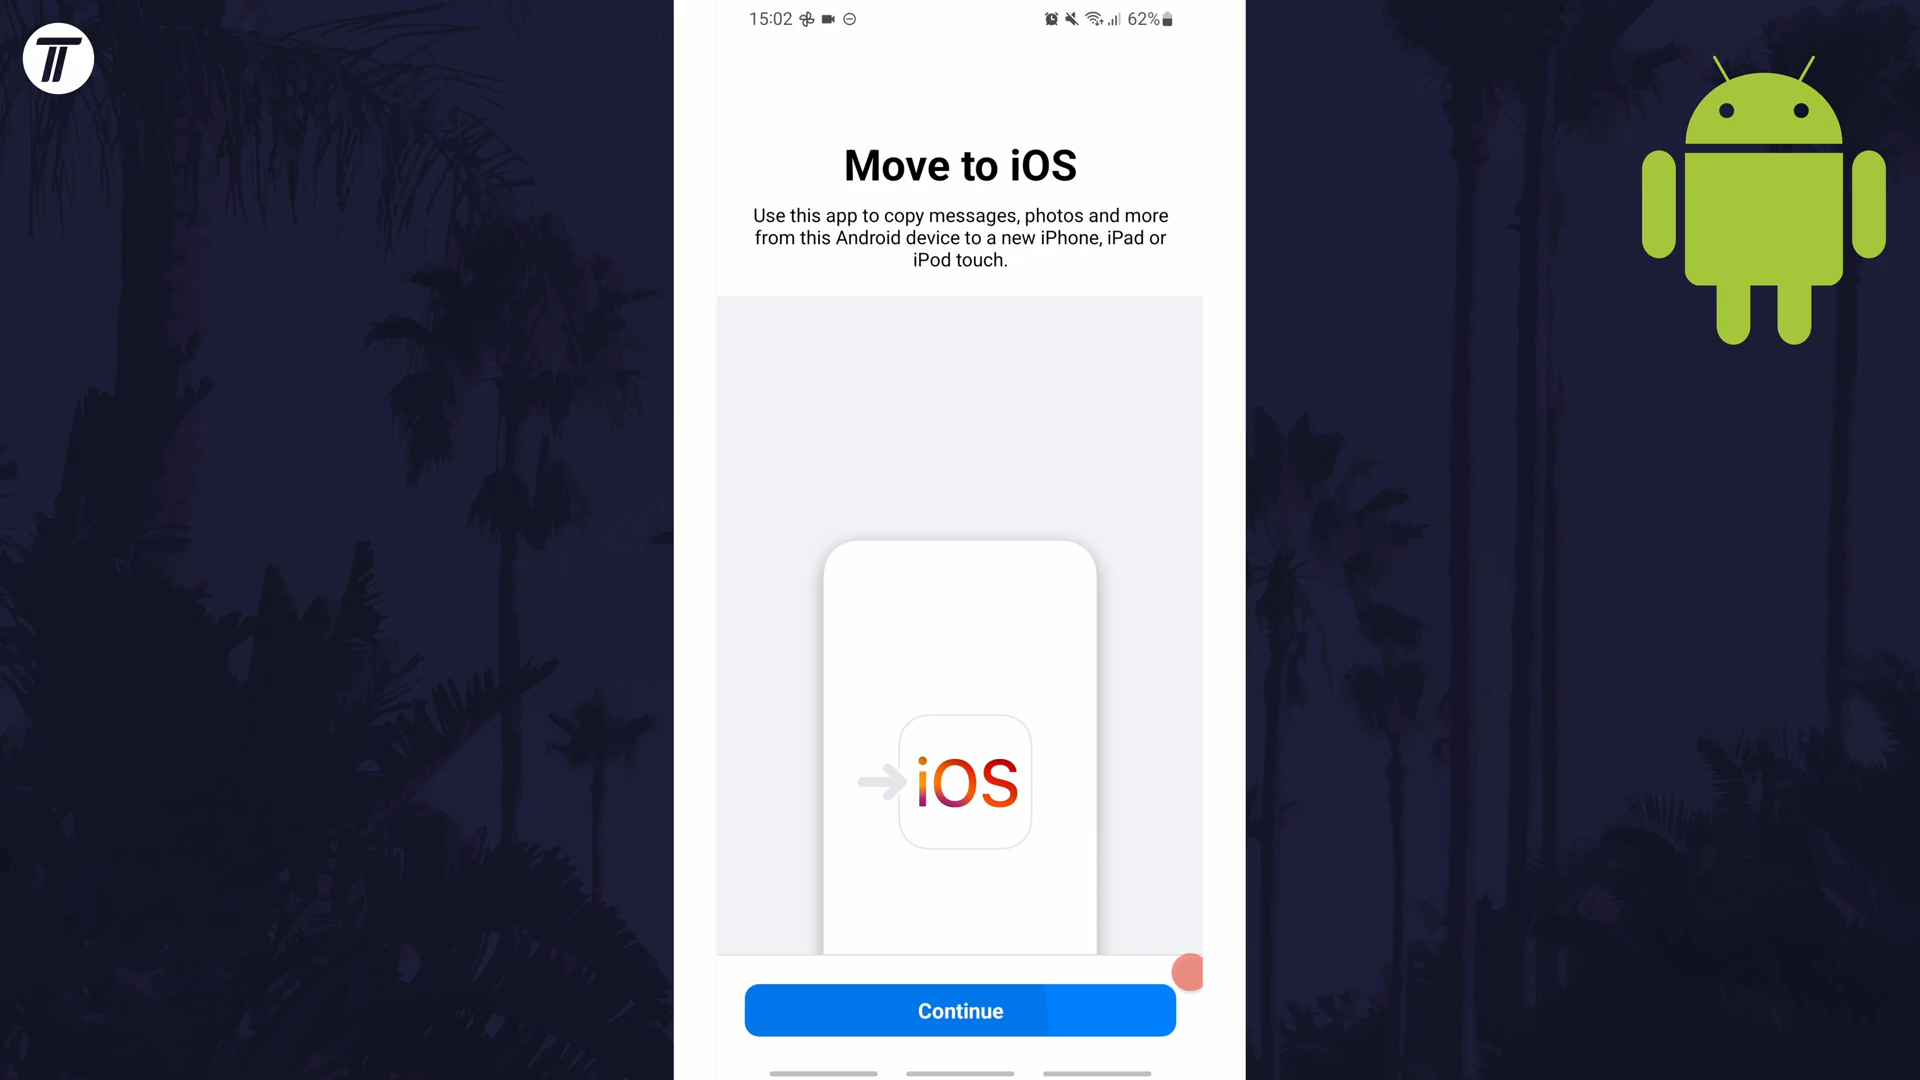 15:02 62%
Move to iOS
Use this app to copy messages, photos and more
from this Android device to a new iPhone, iPad or
iPod touch.
iOS
Continue